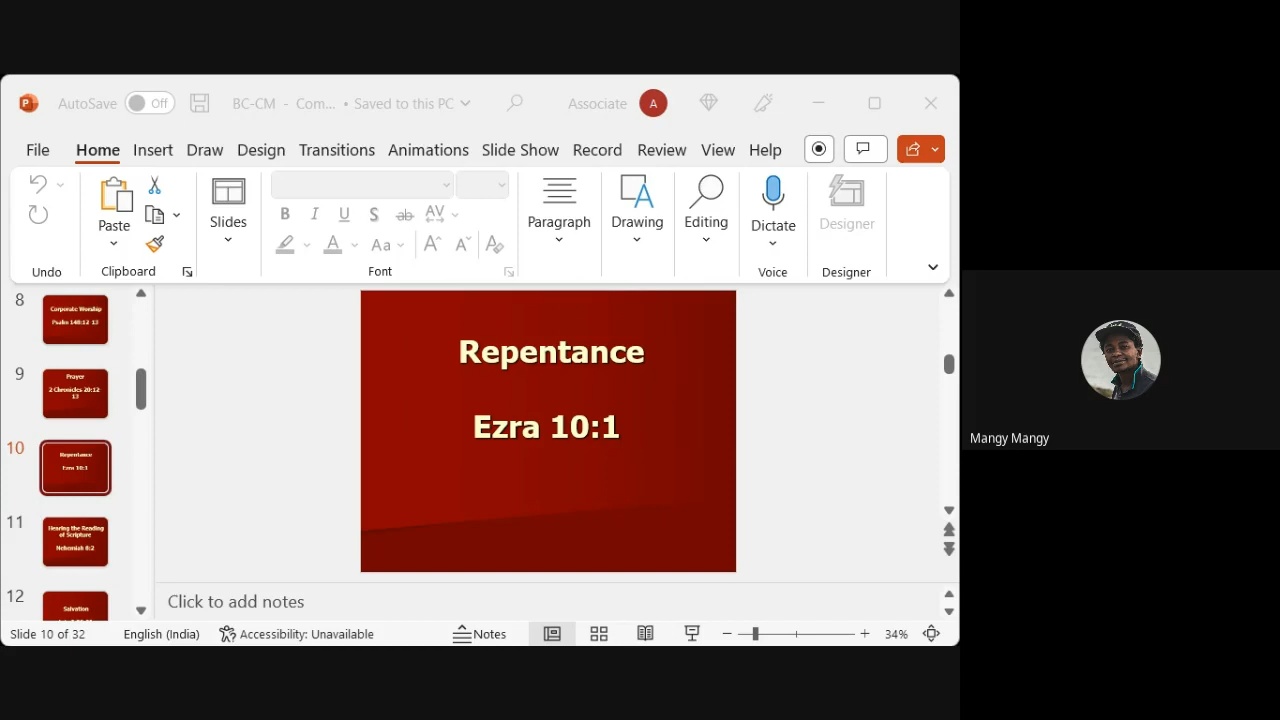 AutoSave Off BC-CM - Com... • Saved to this PC Associate A
File Home Insert Draw Design Transitions Animations Slide Show Record Review View Help
Paste Slides Paragraph Drawing Editing Dictate Designer
B I U S ab AV
A Aa A A A
Undo Clipboard Font Voice Designer
8
Corporate Worship
9
Prayer
2 Chronicles 20:12
13
10
Repentance
Ezra 10:1
11
Hearing the Reading
of Scripture
Nehemiah 8:2
12
Salvation
Repentance
Ezra 10:1
Click to add notes
Slide 10 of 32 English (India) Accessibility: Unavailable Notes 34%
Mangy Mangy